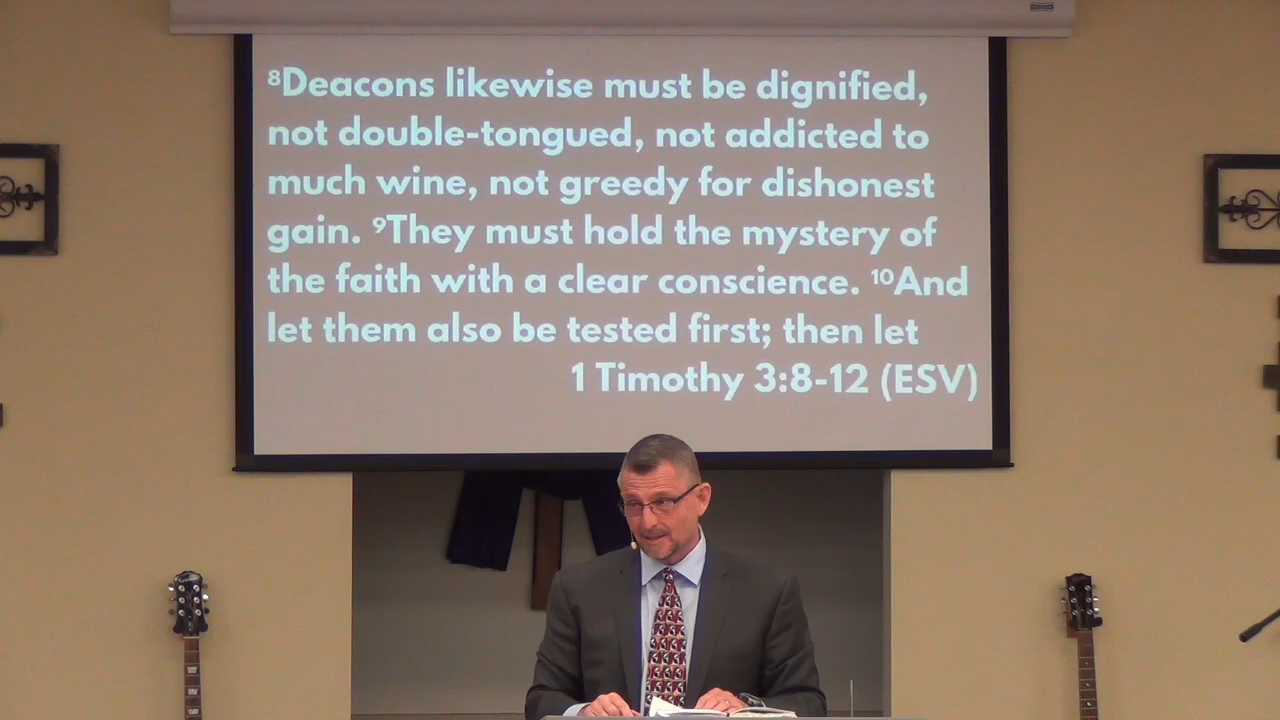 ⁸Deacons likewise must be dignified,
not double-tongued, not addicted to
much wine, not greedy for dishonest
gain. ⁹They must hold the mystery of
the faith with a clear conscience. ¹⁰And
let them also be tested first; then let
1 Timothy 3:8-12 (ESV)